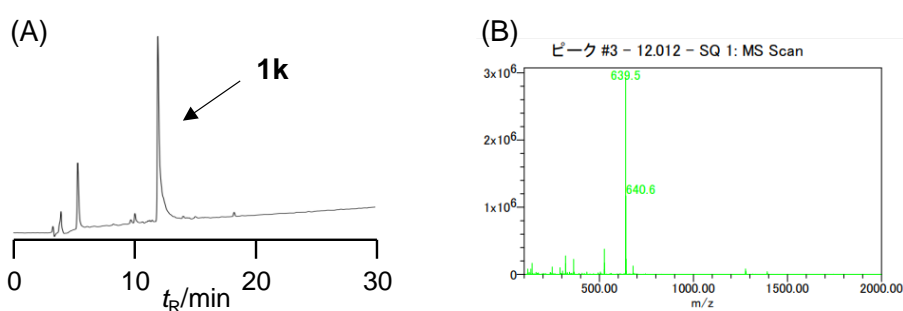 (A)
1k
0
10
20
30
tR/min
(B)
ピーク #3 - 12.012 - SQ 1: MS Scan
3x10^6
2x10^6
1x10^6
0
639.5
640.6
500.00
1000.00
1500.00
2000.00
m/z